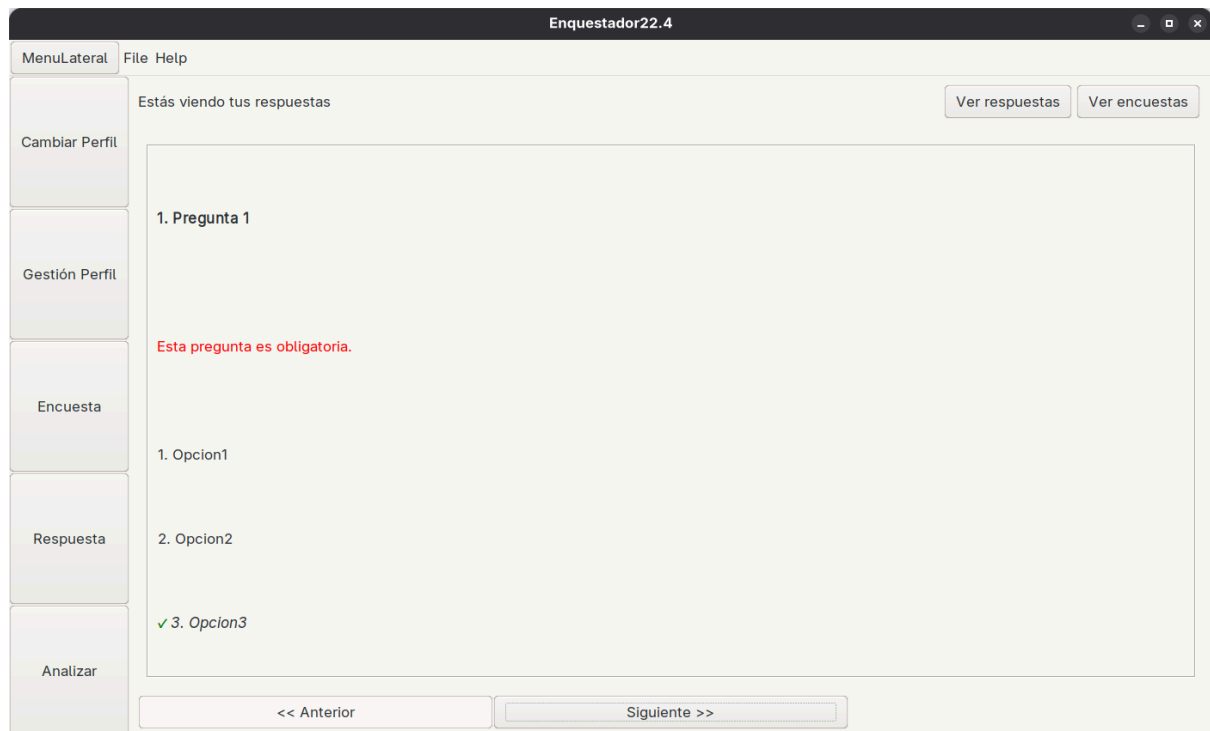 Enquestador22.4
MenuLateral File Help
Cambiar Perfil
Gestión Perfil
Encuesta
Respuesta
Analizar
Estás viendo tus respuestas
Ver respuestas
Ver encuestas
1. Pregunta 1
Esta pregunta es obligatoria.
1. Opcion1
2. Opcion2
✓ 3. Opcion3
<< Anterior
Siguiente >>